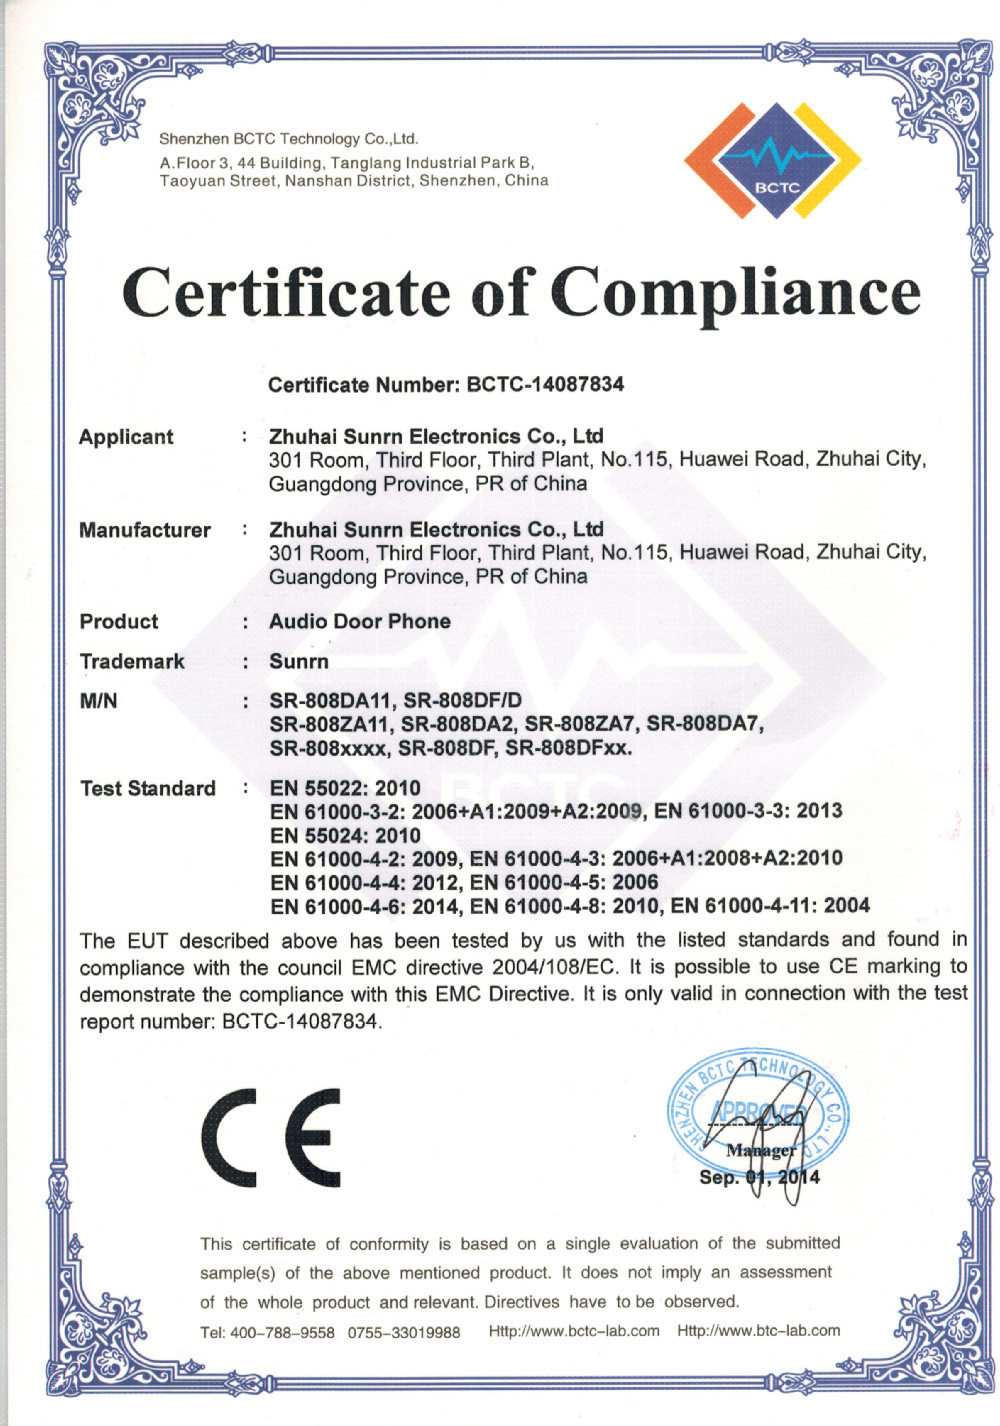 Shenzhen BCTC Technology Co.,Ltd.
A.Floor 3, 44 Building, Tanglang Industrial Park B,
Taoyuan Street, Nanshan District, Shenzhen, China
BCTC
Certificate of Compliance
Certificate Number: BCTC-14087834
Applicant : Zhuhai Sunrn Electronics Co., Ltd
301 Room, Third Floor, Third Plant, No.115, Huawei Road, Zhuhai City,
Guangdong Province, PR of China
Manufacturer : Zhuhai Sunrn Electronics Co., Ltd
301 Room, Third Floor, Third Plant, No.115, Huawei Road, Zhuhai City,
Guangdong Province, PR of China
Product : Audio Door Phone
Trademark : Sunrn
M/N : SR-808DA11, SR-808DF/D
SR-808ZA11, SR-808DA2, SR-808ZA7, SR-808DA7,
SR-808xxxx, SR-808DF, SR-808DFxx.
BCTC
Test Standard : EN 55022: 2010
EN 61000-3-2: 2006+A1:2009+A2:2009, EN 61000-3-3: 2013
EN 55024: 2010
EN 61000-4-2: 2009, EN 61000-4-3: 2006+A1:2008+A2:2010
EN 61000-4-4: 2012, EN 61000-4-5: 2006
EN 61000-4-6: 2014, EN 61000-4-8: 2010, EN 61000-4-11: 2004
The EUT described above has been tested by us with the listed standards and found in
compliance with the council EMC directive 2004/108/EC. It is possible to use CE marking to
demonstrate the compliance with this EMC Directive. It is only valid in connection with the test
report number: BCTC-14087834.
CE
SHENZHEN BCTC TECHNOLOGY CO., LTD
APPROVED
Manager
Sep. 01, 2014
This certificate of conformity is based on a single evaluation of the submitted
sample(s) of the above mentioned product. It does not imply an assessment
of the whole product and relevant. Directives have to be observed.
Tel: 400-788-9558 0755-33019988 Http://www.bctc-lab.com Http://www.btc-lab.com